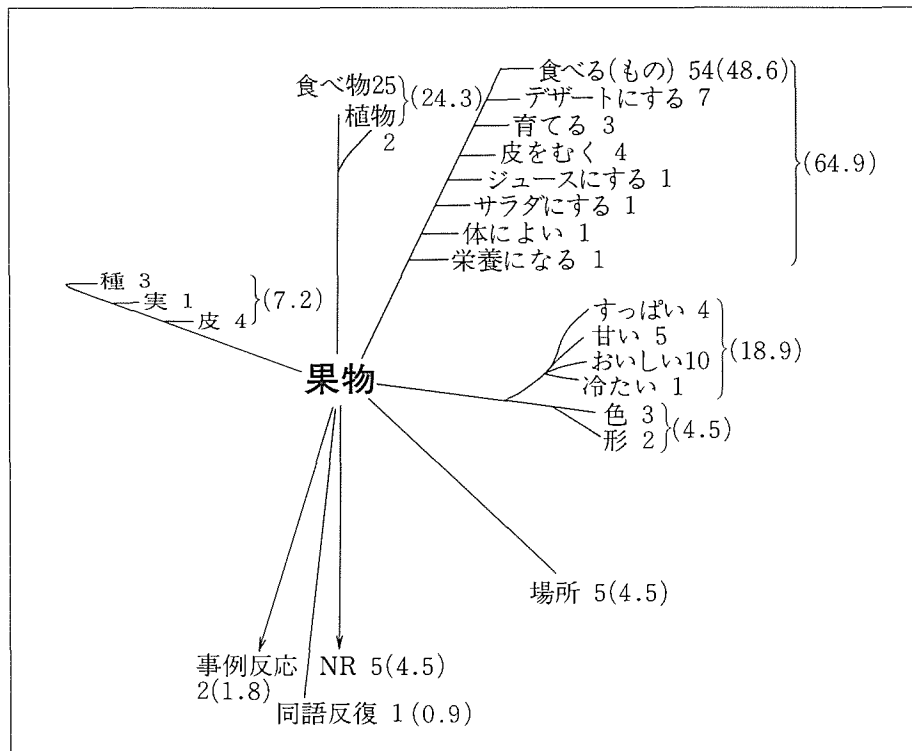 食べ物25
植物
2
(24.3)
食べる(もの) 54(48.6)
デザートにする 7
育てる 3
皮をむく 4
ジュースにする 1
サラダにする 1
体によい 1
栄養になる 1
(64.9)
種 3
実 1
皮 4
(7.2)
果物
すっぱい 4
甘い 5
おいしい10
冷たい 1
(18.9)
色 3
形 2
(4.5)
場所 5(4.5)
事例反応
2(1.8)
NR 5(4.5)
同語反復 1(0.9)